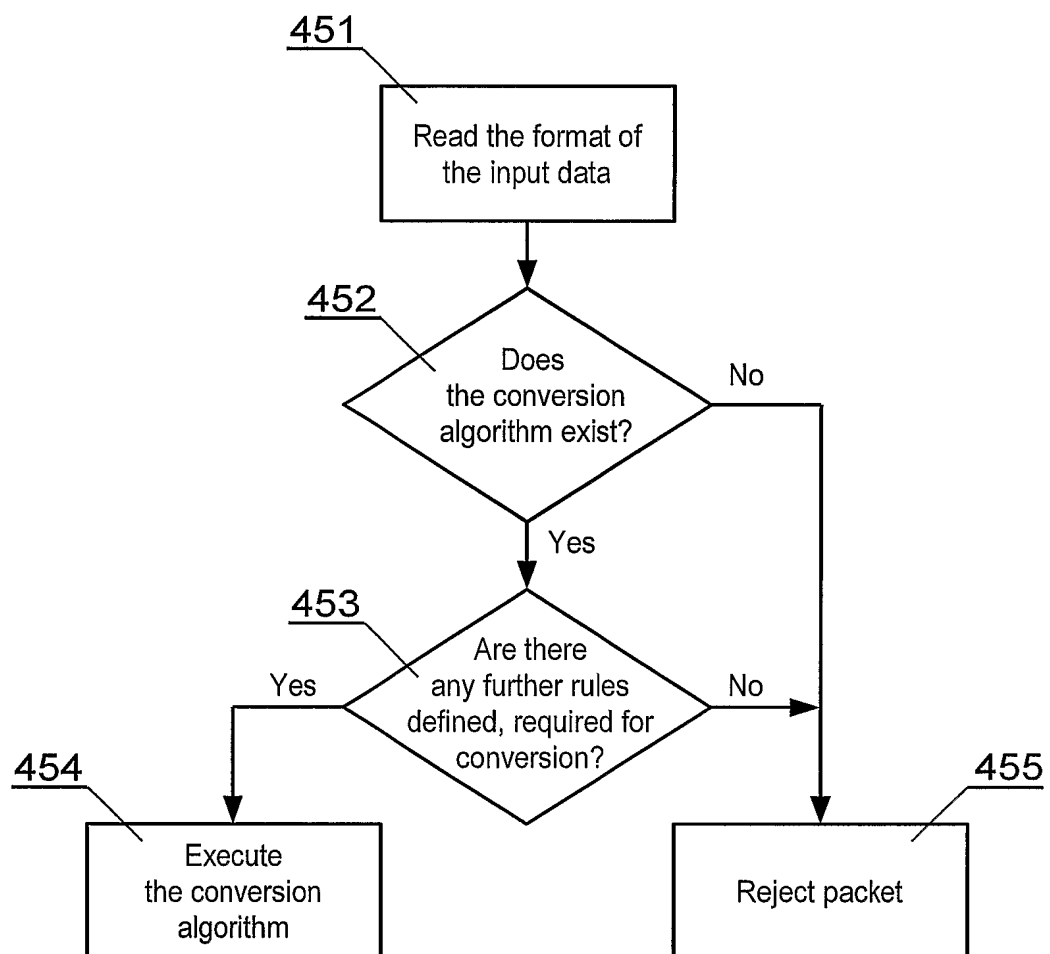 451
Read the format of
the input data
452
Does
the conversion
algorithm exist?
No
Yes
453
Are there
any further rules
defined, required for
conversion?
Yes
No
454
Execute
the conversion
algorithm
455
Reject packet